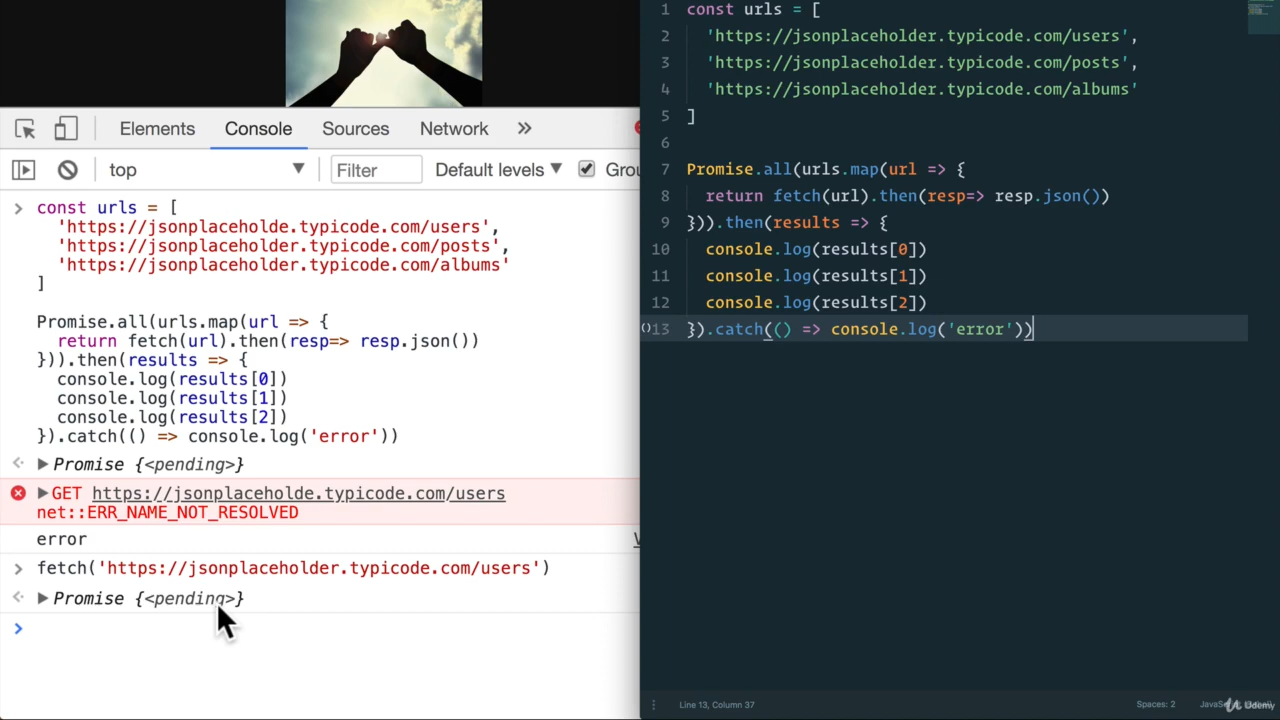 Elements Console Sources Network »
top Filter Default levels Grou
const urls = [
'https://jsonplaceholde.typicode.com/users',
'https://jsonplaceholder.typicode.com/posts',
'https://jsonplaceholder.typicode.com/albums'
]
Promise.all(urls.map(url => {
return fetch(url).then(resp=> resp.json())
})).then(results => {
console.log(results[0])
console.log(results[1])
console.log(results[2])
}).catch(() => console.log('error'))
Promise {<pending>}
GET https://jsonplaceholde.typicode.com/users
net::ERR_NAME_NOT_RESOLVED
error
fetch('https://jsonplaceholder.typicode.com/users')
Promise {<pending>}
1 const urls = [
2 'https://jsonplaceholder.typicode.com/users',
3 'https://jsonplaceholder.typicode.com/posts',
4 'https://jsonplaceholder.typicode.com/albums'
5 ]
6
7 Promise.all(urls.map(url => {
8 return fetch(url).then(resp=> resp.json())
9 })).then(results => {
10 console.log(results[0])
11 console.log(results[1])
12 console.log(results[2])
13 }).catch(() => console.log('error'))
Line 13, Column 37 Spaces: 2 JavaS
Udemy